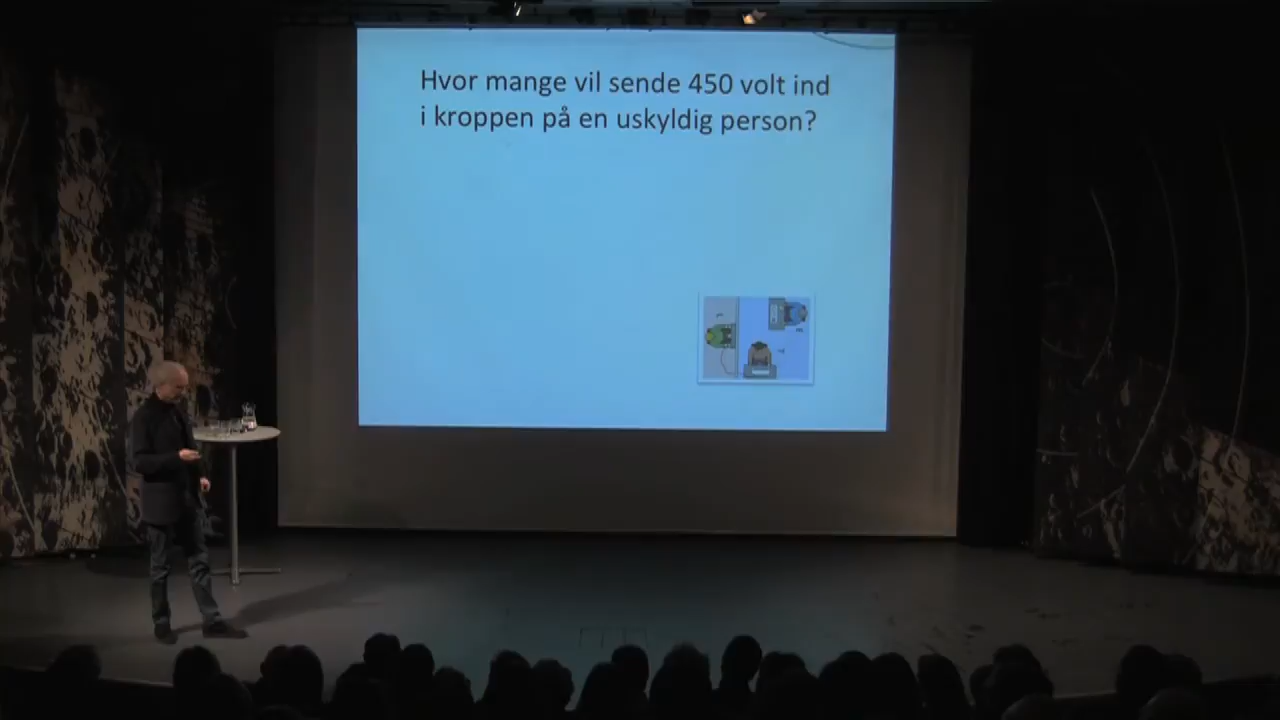 Hvor mange vil sende 450 volt ind
i kroppen på en uskyldig person?